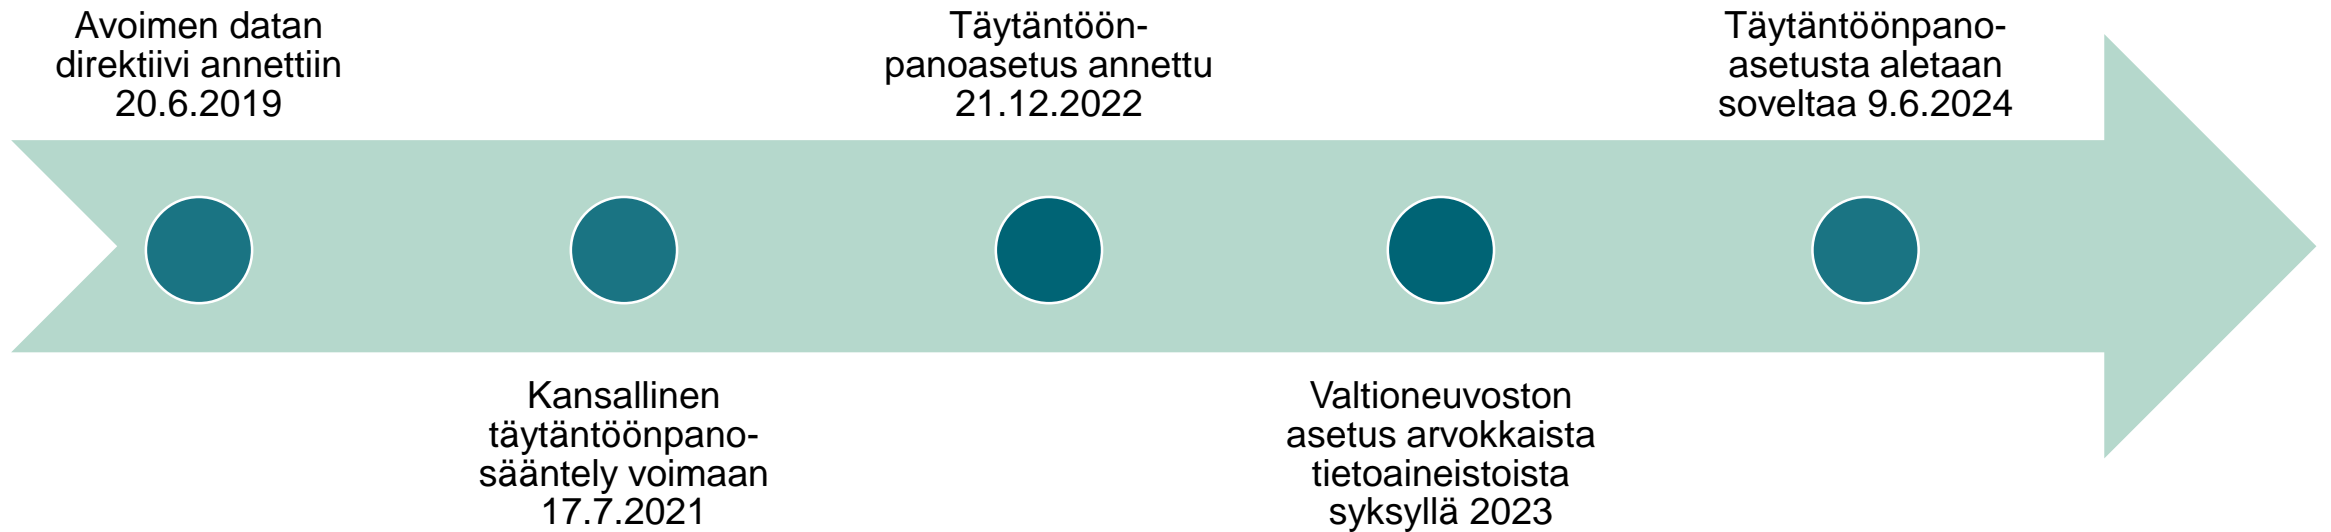 Avoimen datan
direktiivi annettiin
20.6.2019
Kansallinen
täytäntöönpano-
sääntely voimaan
17.7.2021
Täytäntöön-
panoasetus annettu
21.12.2022
Valtioneuvoston
asetus arvokkaista
tietoaineistoista
syksyllä 2023
Täytäntöönpano-
asetusta aletaan
soveltaa 9.6.2024